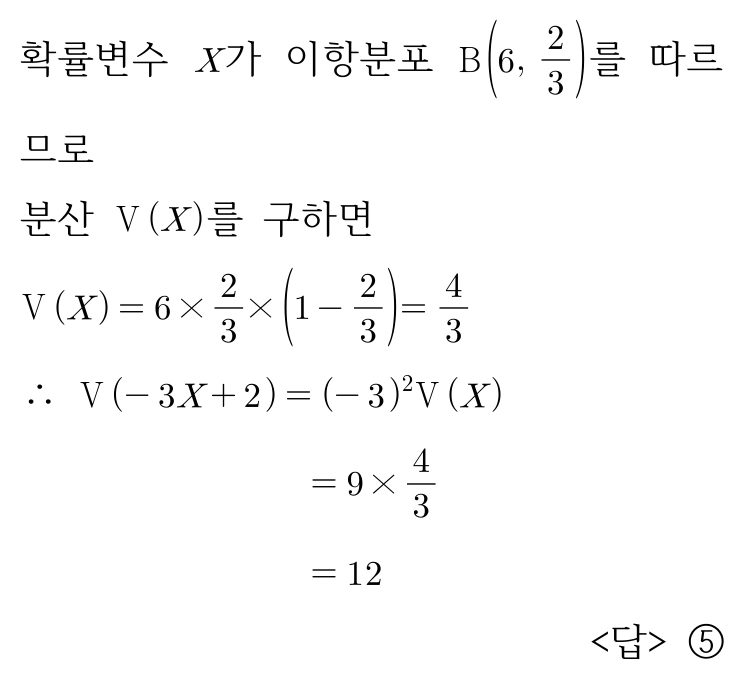 확률변수 X가 이항분포 B(6, 2/3)를 따르
므로
분산 V(X)를 구하면
V(X) = 6 × 2/3 × (1 − 2/3) = 4/3
∴ V(−3X+2) = (−3)²V(X)
= 9 × 4/3
= 12
<답> ⑤